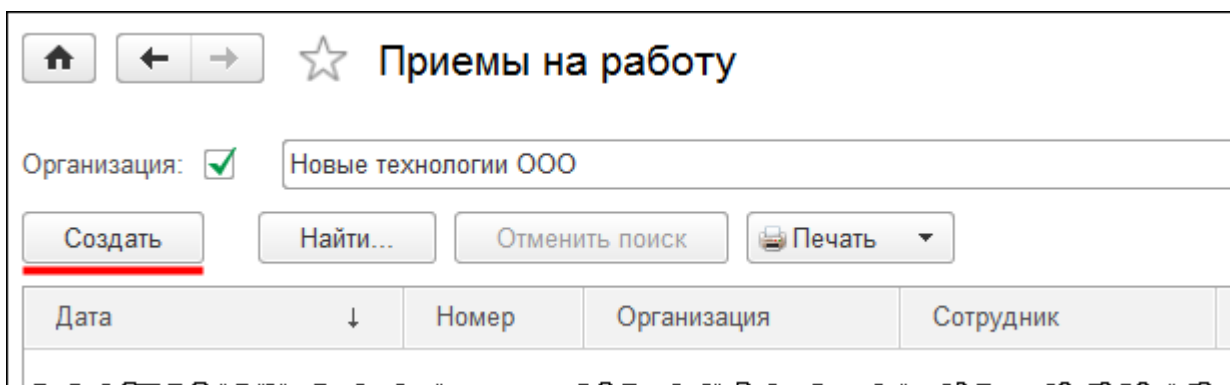 Приемы на работу
Организация: Новые технологии ООО
Создать Найти... Отменить поиск Печать
Дата ↓ Номер Организация Сотрудник